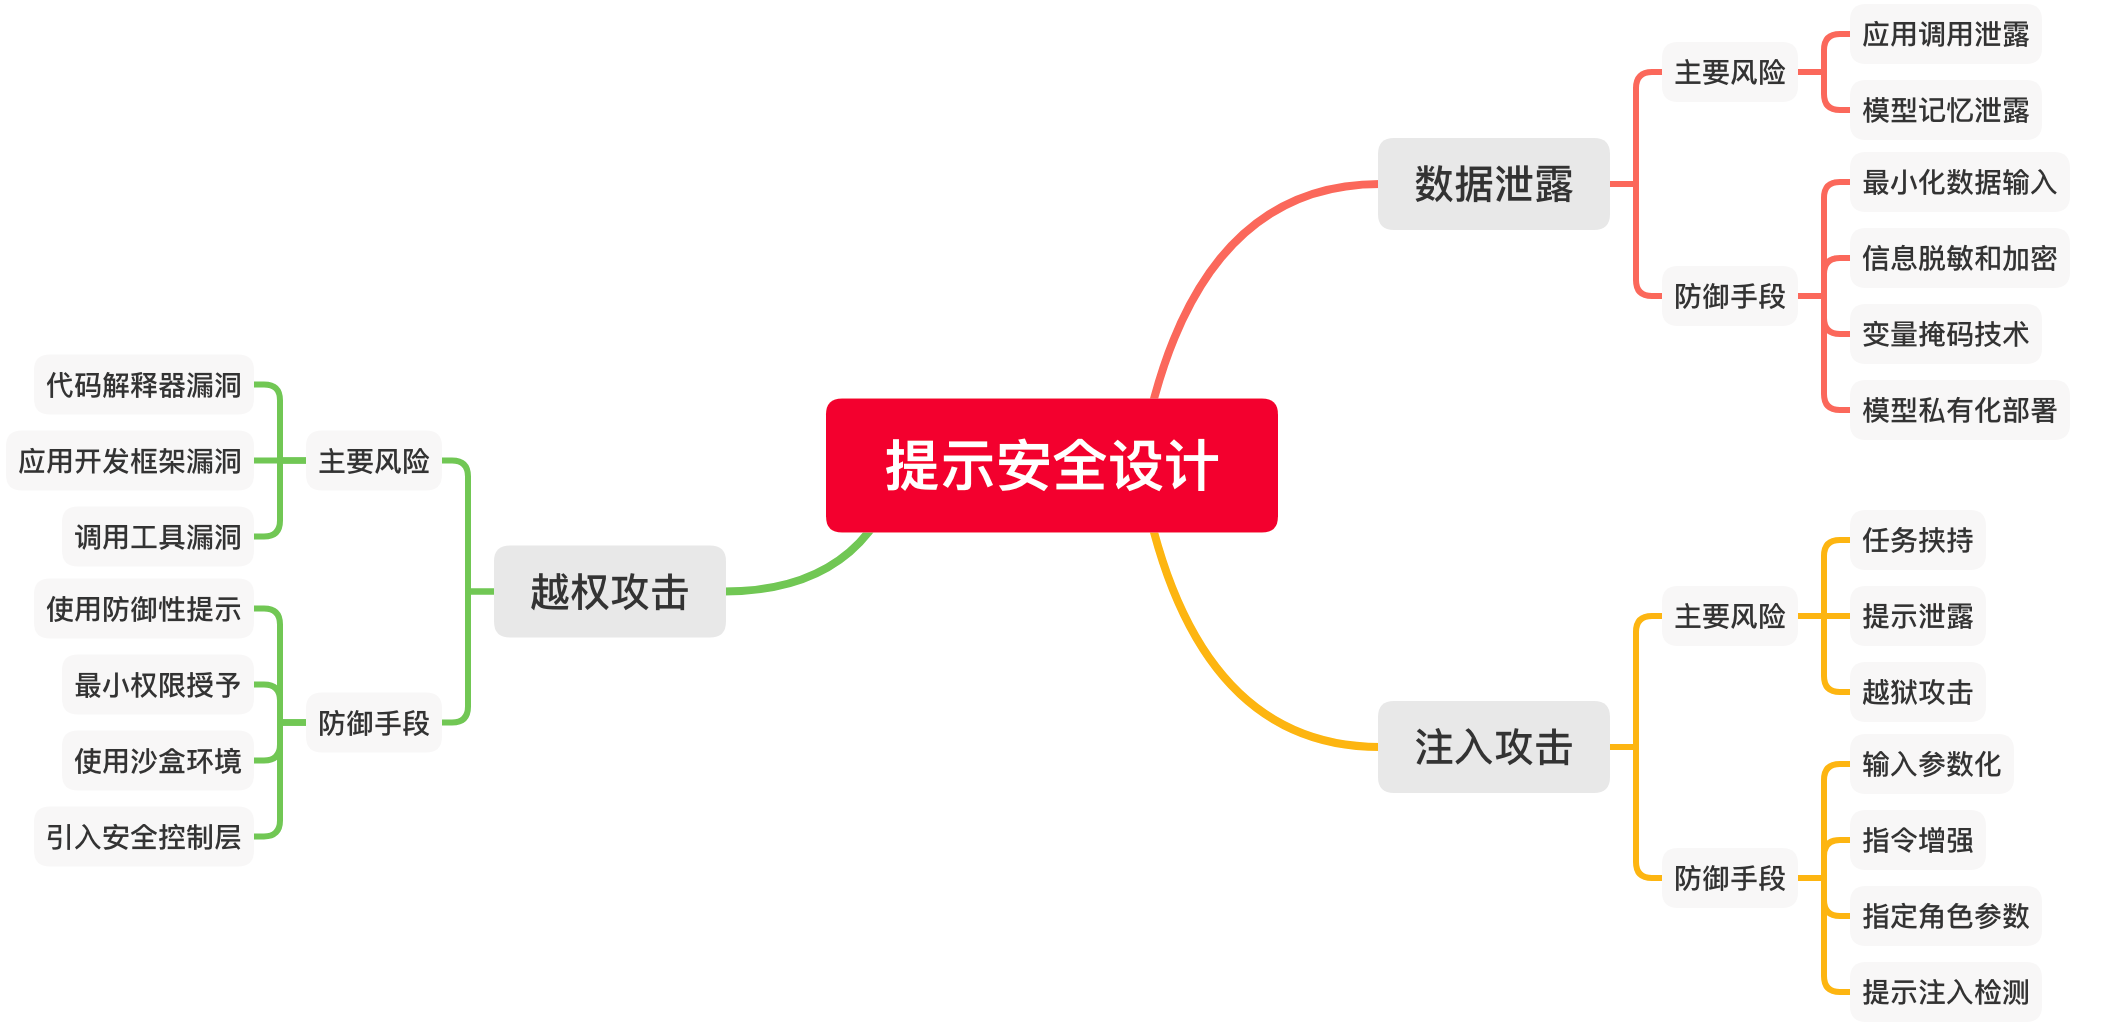 提示安全设计
数据泄露
主要风险
应用调用泄露
模型记忆泄露
防御手段
最小化数据输入
信息脱敏和加密
变量掩码技术
模型私有化部署
注入攻击
主要风险
任务挟持
提示泄露
越狱攻击
防御手段
输入参数化
指令增强
指定角色参数
提示注入检测
越权攻击
主要风险
代码解释器漏洞
应用开发框架漏洞
调用工具漏洞
防御手段
使用防御性提示
最小权限授予
使用沙盒环境
引入安全控制层